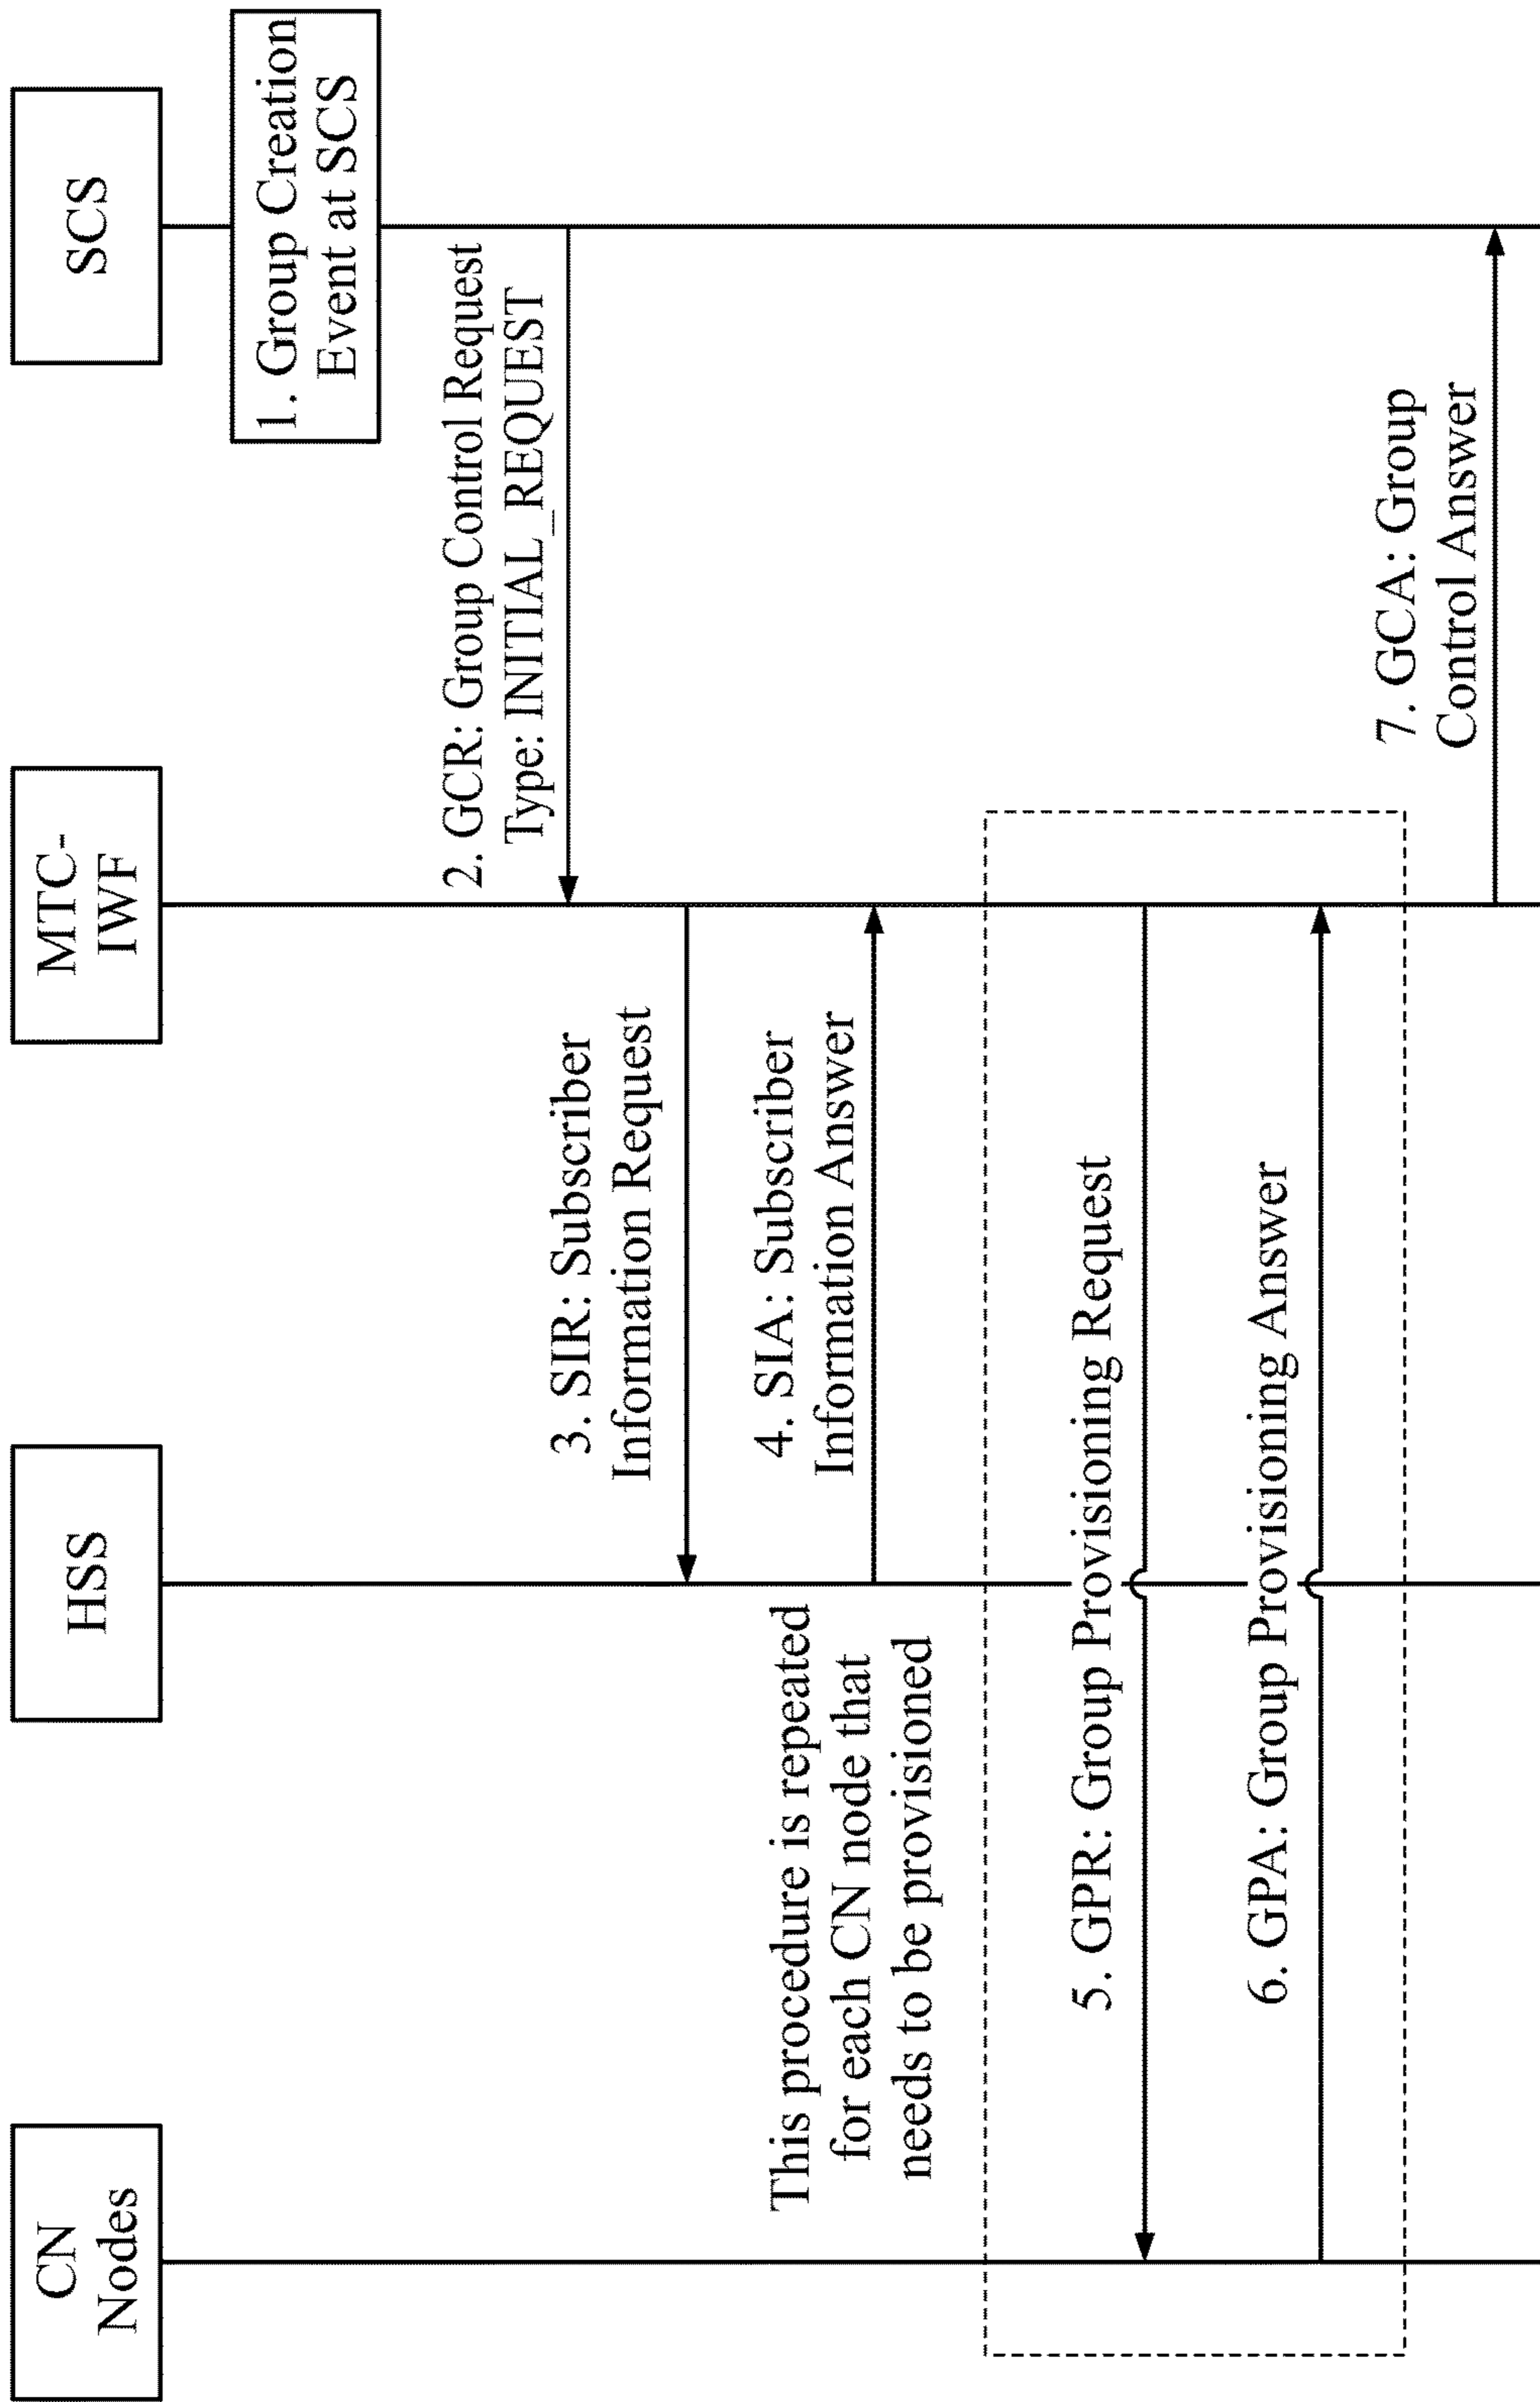 CN
Nodes
HSS
MTC-
IWF
SCS
1. Group Creation
Event at SCS
2. GCR: Group Control Request
Type: INITIAL_REQUEST
3. SIR: Subscriber
Information Request
4. SIA: Subscriber
Information Answer
This procedure is repeated
for each CN node that
needs to be provisioned
5. GPR: Group Provisioning Request
6. GPA: Group Provisioning Answer
7. GCA: Group
Control Answer